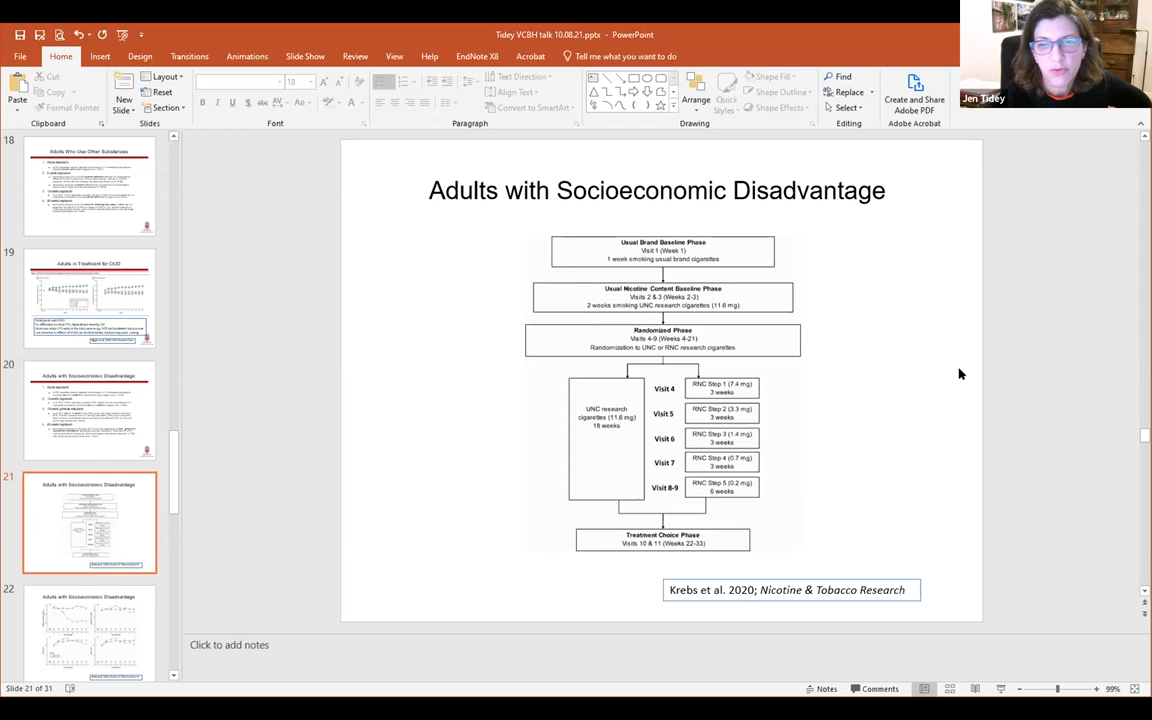 Tidey VCBH talk 10.08.21.pptx - PowerPoint
File Home Insert Design Transitions Animations Slide Show Review View Help EndNote X8 Acrobat Tell me what you want to do
Jen Tidey
Paste
Cut
Copy
Format Painter
Clipboard
New
Slide
Layout
Reset
Section
Slides
18
Font
Text Direction
Align Text
Convert to SmartArt
Paragraph
Arrange
Quick
Styles
Shape Fill
Shape Outline
Shape Effects
Drawing
Find
Replace
Select
Editing
Create and Share
Adobe PDF
Adobe Acrobat
18
Adults Who Use Other Substances
19
Adults in Treatment for OUD
20
Adults with Socioeconomic Disadvantage
21
Adults with Socioeconomic Disadvantage
22
Adults with Socioeconomic Disadvantage
Adults with Socioeconomic Disadvantage
Usual Brand Baseline Phase
Visit 1 (Week 1)
1 week smoking usual brand cigarettes
Usual Nicotine Content Baseline Phase
Visits 2 & 3 (Weeks 2-3)
2 weeks smoking UNC research cigarettes (11.6 mg)
Randomized Phase
Visits 4-9 (Weeks 4-21)
Randomization to UNC or RNC research cigarettes
UNC research
cigarettes (11.6 mg)
18 weeks
Visit 4
RNC Step 1 (7.4 mg)
3 weeks
Visit 5
RNC Step 2 (3.3 mg)
3 weeks
Visit 6
RNC Step 3 (1.4 mg)
3 weeks
Visit 7
RNC Step 4 (0.7 mg)
3 weeks
Visit 8-9
RNC Step 5 (0.2 mg)
6 weeks
Treatment Choice Phase
Visits 10 & 11 (Weeks 22-33)
Krebs et al. 2020; Nicotine & Tobacco Research
Click to add notes
Slide 21 of 31
Notes
Comments
99%